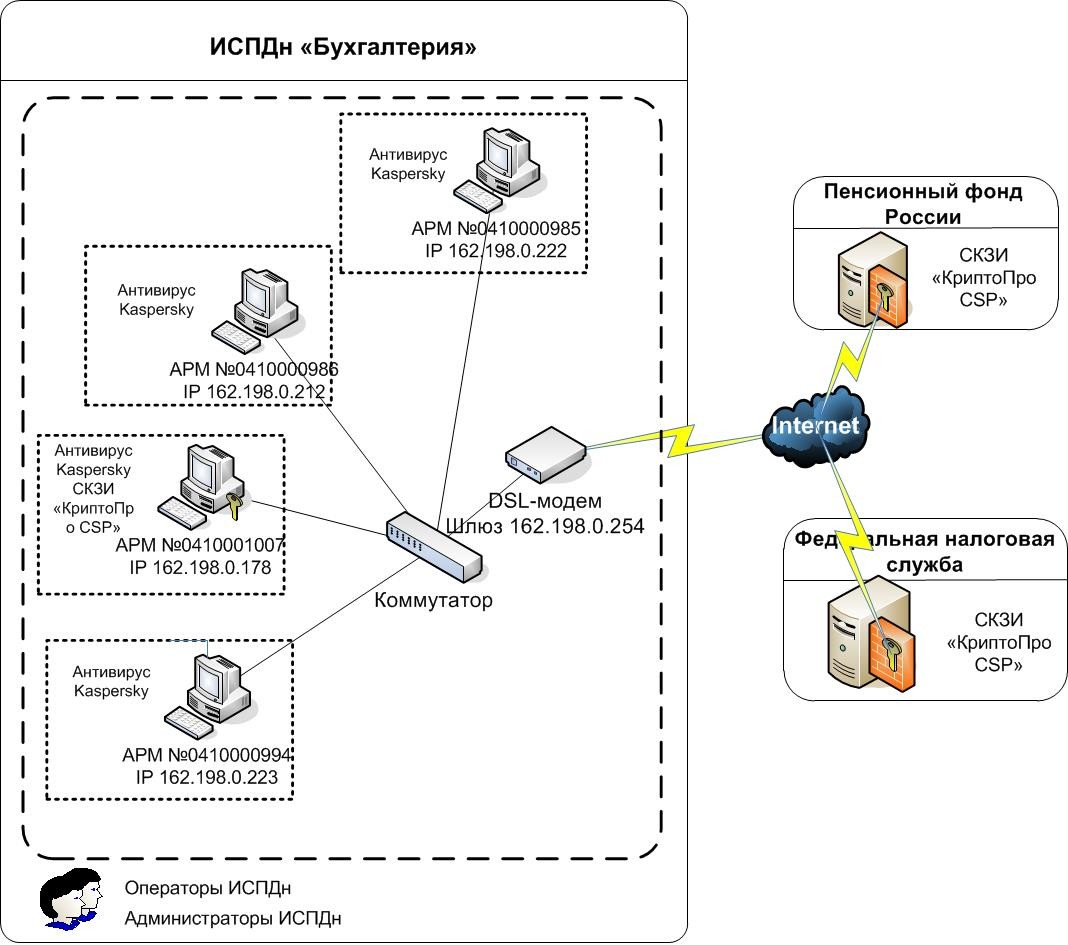 ИСПДн «Бухгалтерия»
Антивирус
Kaspersky
АРМ №0410000985
IP 162.198.0.222
Антивирус
Kaspersky
АРМ №0410000986
IP 162.198.0.212
Антивирус
Kaspersky
СКЗИ
«КриптоПр
о CSP»
АРМ №0410001007
IP 162.198.0.178
Антивирус
Kaspersky
АРМ №0410000994
IP 162.198.0.223
DSL-модем
Шлюз 162.198.0.254
Коммутатор
Операторы ИСПДн
Администраторы ИСПДн
Internet
Пенсионный фонд
России
СКЗИ
«КриптоПро
CSP»
Федеральная налоговая
служба
СКЗИ
«КриптоПро
CSP»